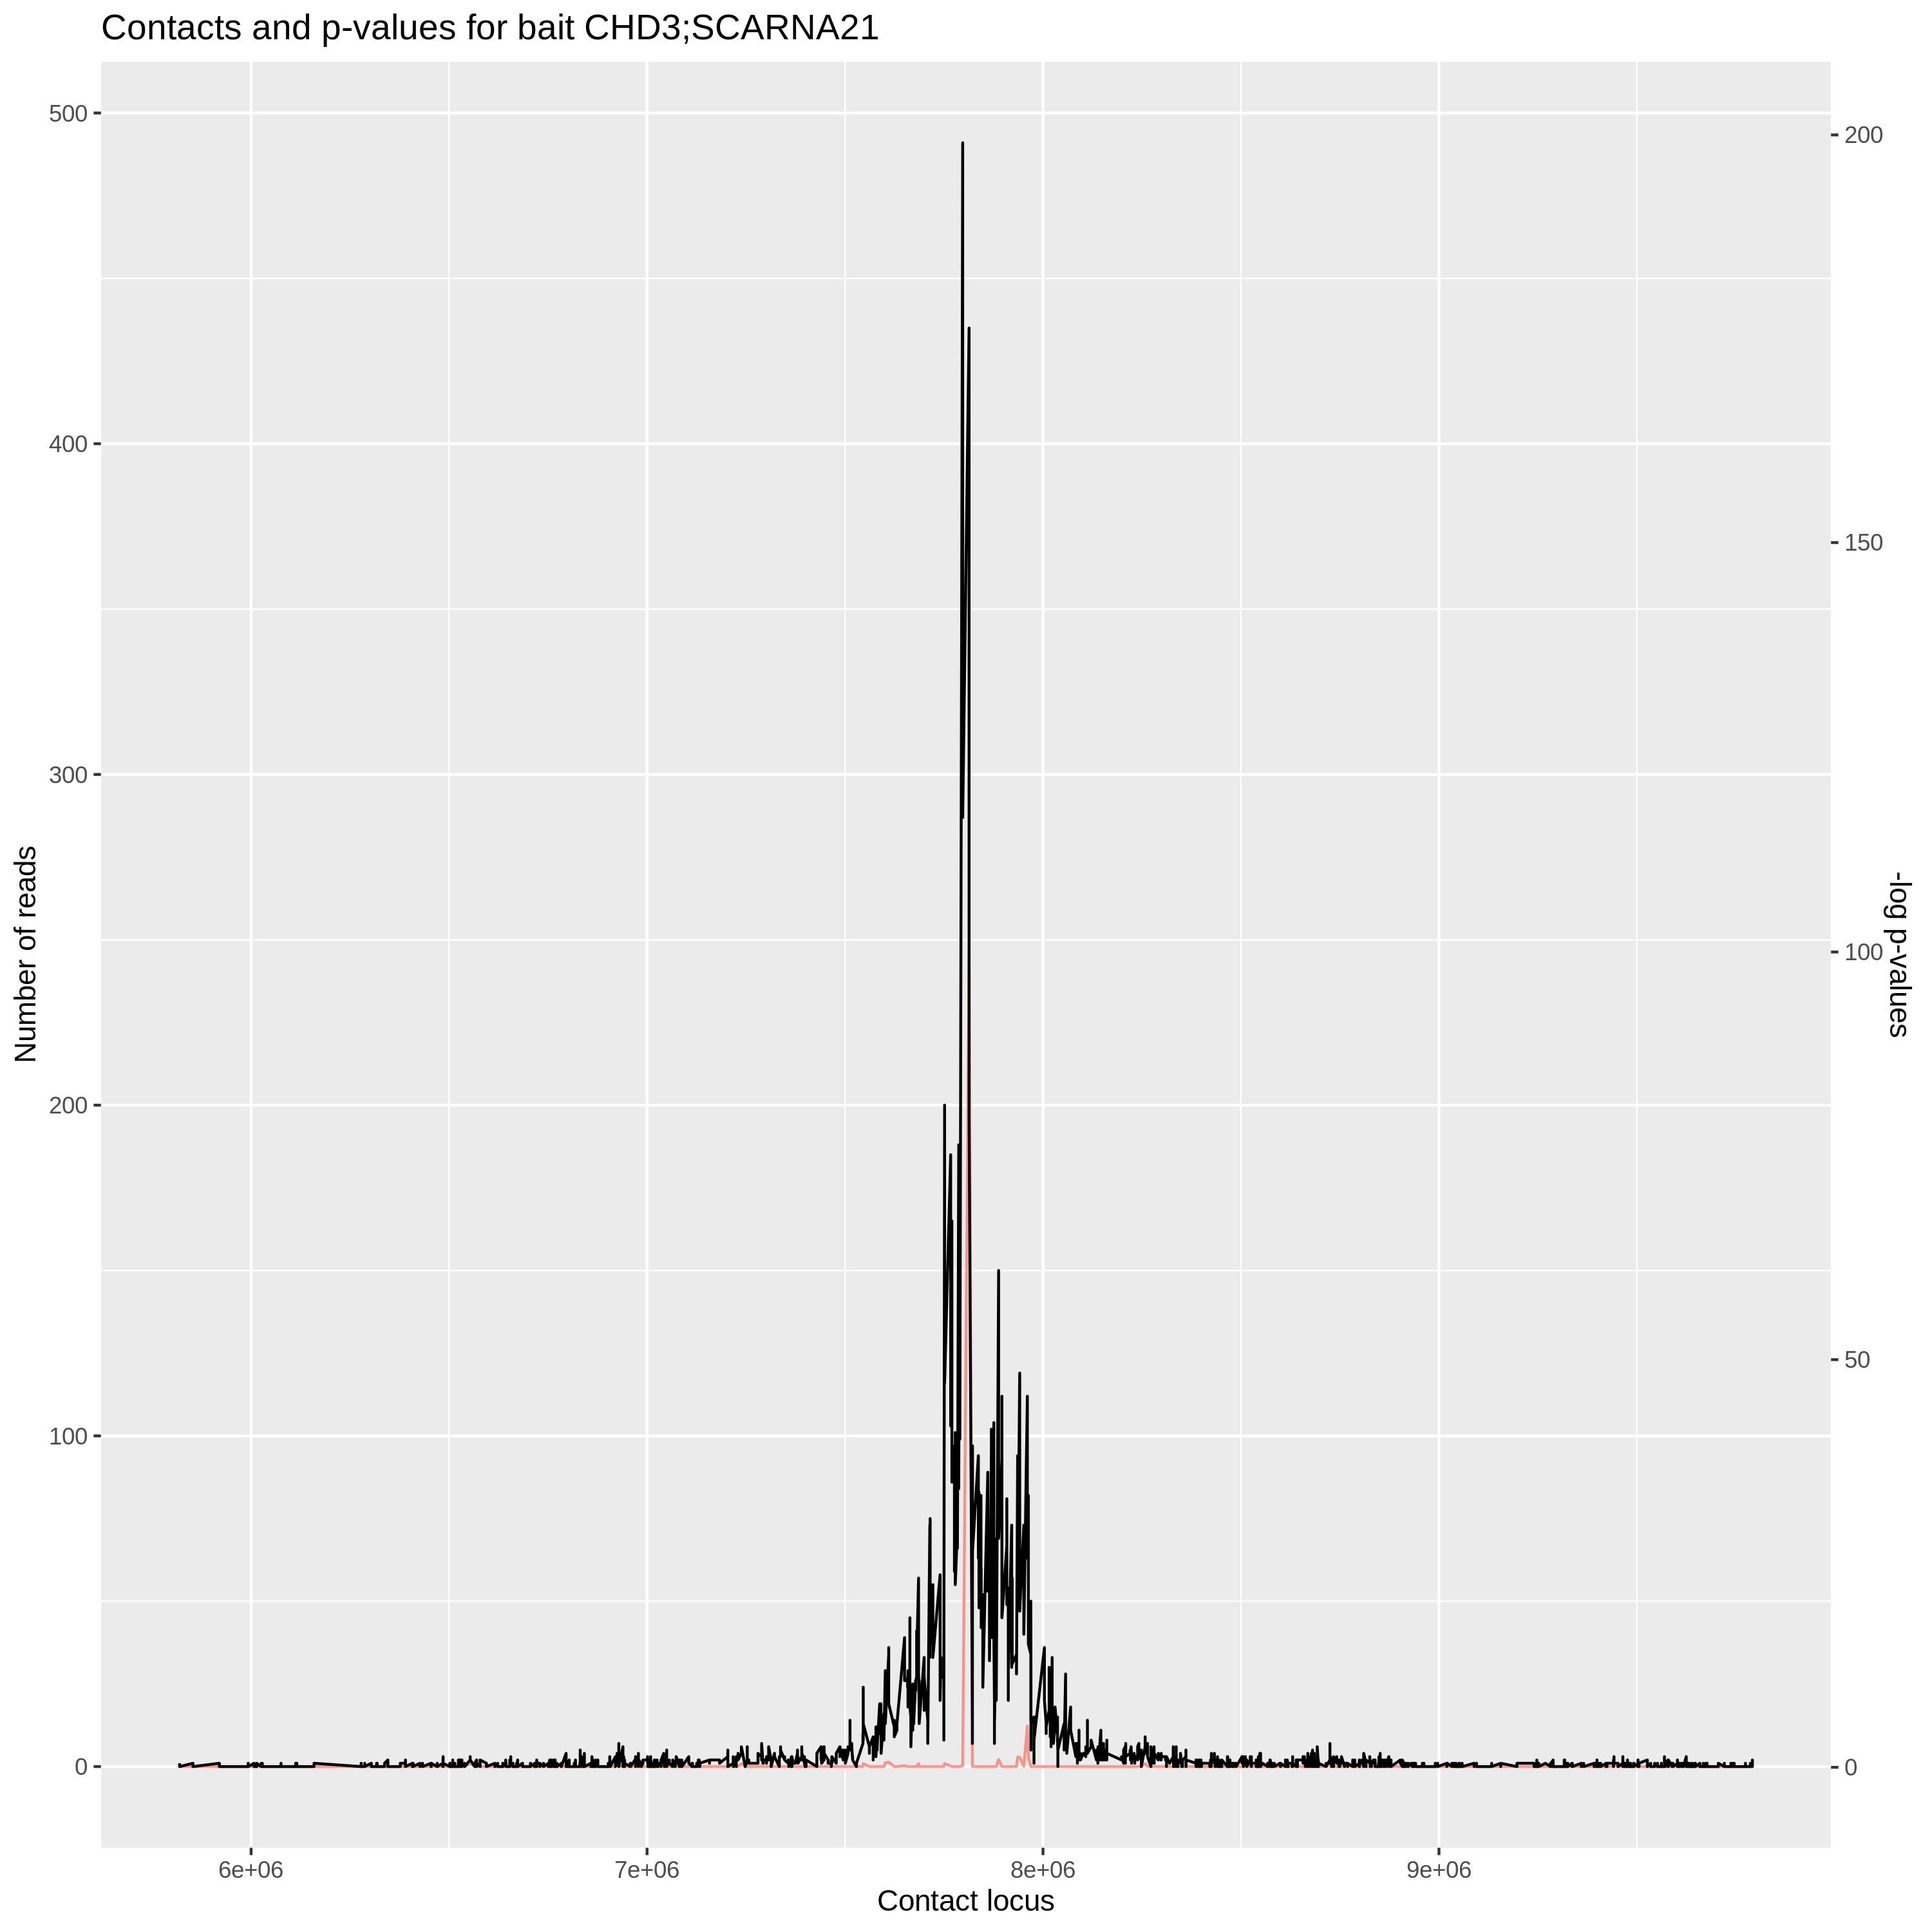 Contacts and p-values for bait CHD3;SCARNA21
500
400
300
200
100
0
Number of reads
200
150
100
50
0
-log p-values
6e+06 7e+06 8e+06 9e+06
Contact locus